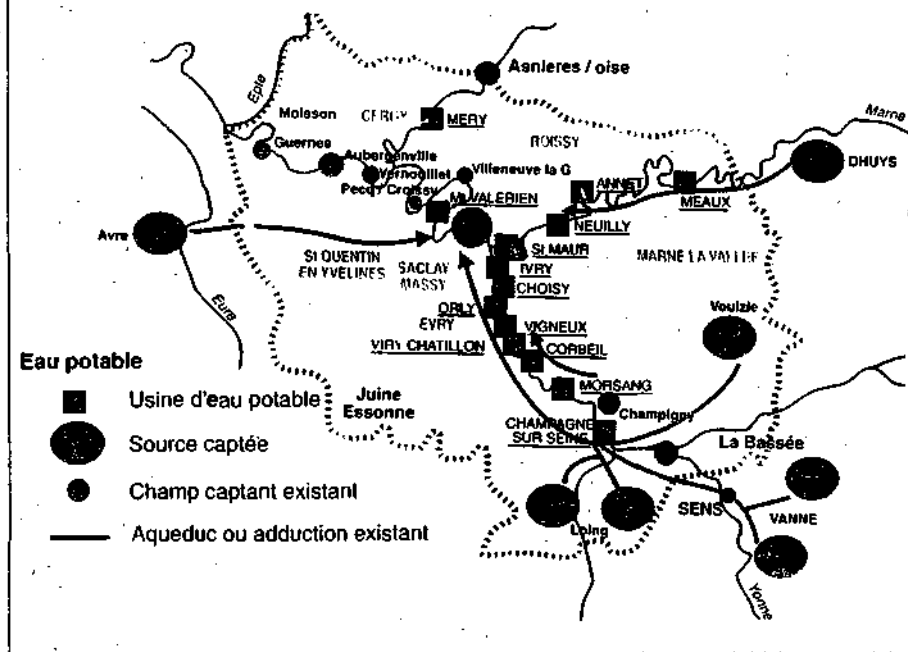 Asnieres / oise
Epte
Moisson
CERGY
MERY
Marne
Guernes
ROISSY
Aubergenville
Vernouillet
Villeneuve la G
DHUYS
Pecq Croissy
ANNET
MT VALERIEN
MEAUX
NEUILLY
Avre
St MAUR
SI QUENTIN
EN YVELINES
MARNE LA VALLEE
SACLAY
MASSY
IVRY
CHOISY
Eure
ORLY
Voulzie
EVRY
VIGNEUX
VIRY CHATILLON
CORBEIL
Eau potable
Usine d'eau potable
Juine
Essonne
MORSANG
Champigny
CHAMPAGNE
SUR SEINE
La Bassée
Source captée
Champ captant existant
SENS
VANNE
Loing
Aqueduc ou adduction existant
Yonne